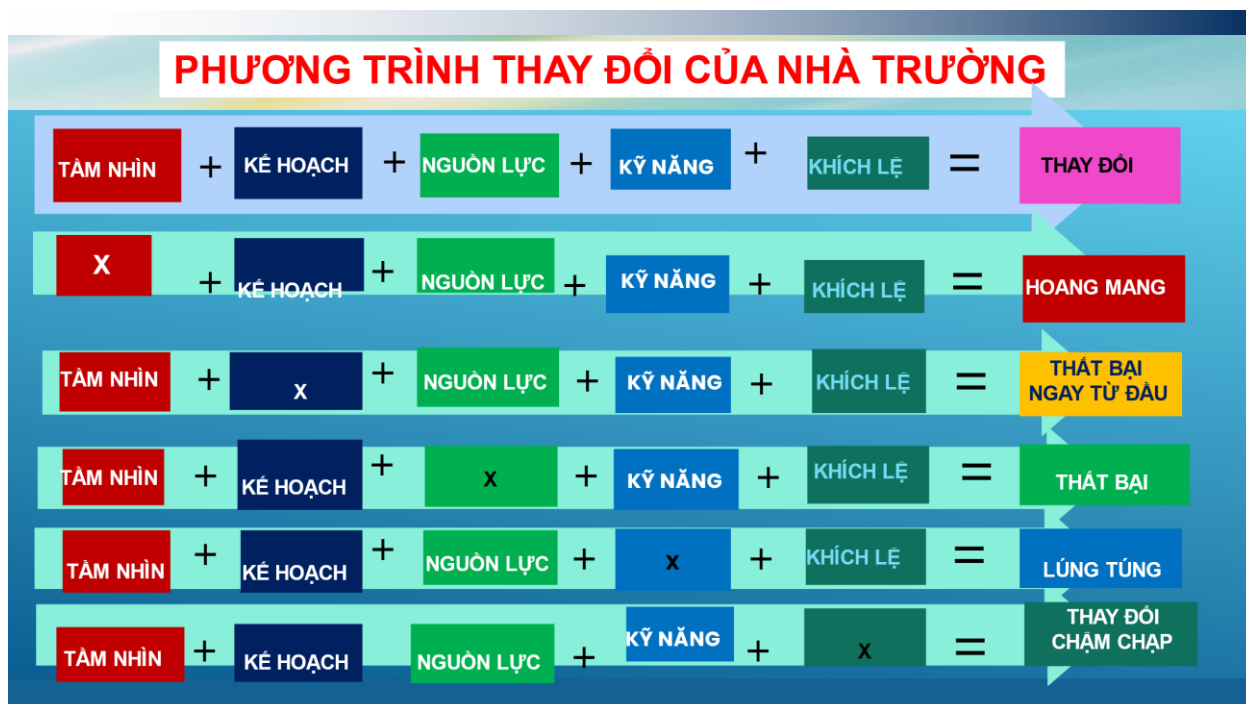 PHƯƠNG TRÌNH THAY ĐỔI CỦA NHÀ TRƯỜNG
TẦM NHÌN + KẾ HOẠCH + NGUỒN LỰC + KỸ NĂNG + KHÍCH LỆ = THAY ĐỔI
X + KẾ HOẠCH + NGUỒN LỰC + KỸ NĂNG + KHÍCH LỆ = HOANG MANG
TẦM NHÌN + X + NGUỒN LỰC + KỸ NĂNG + KHÍCH LỆ = THẤT BẠI
NGAY TỪ ĐẦU
TẦM NHÌN + KẾ HOẠCH + X + KỸ NĂNG + KHÍCH LỆ = THẤT BẠI
TẦM NHÌN + KẾ HOẠCH + NGUỒN LỰC + X + KHÍCH LỆ = LÚNG TÚNG
TẦM NHÌN + KẾ HOẠCH NGUỒN LỰC + KỸ NĂNG + X = THAY ĐỔI
CHẬM CHẠP